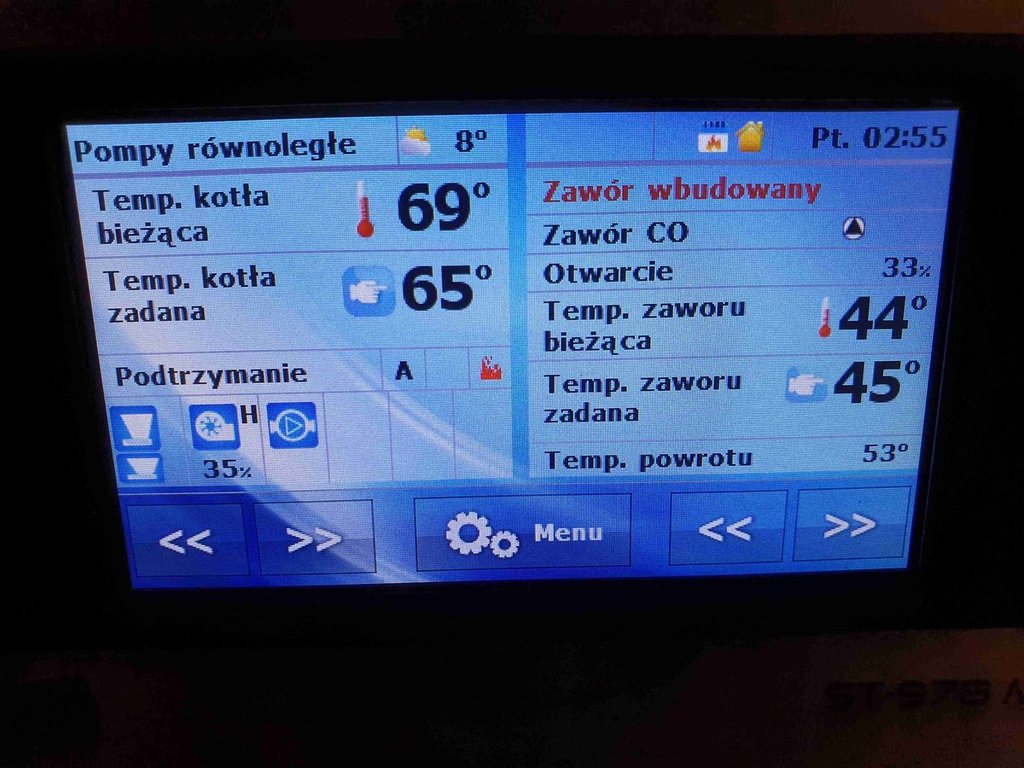 Pompy równoległe 8°
Temp. kotła
bieżąca
69°
Temp. kotła
zadana
65°
Podtrzymanie A
H
35%
<< >>
Menu
Pt. 02:55
Zawór wbudowany
Zawór CO
Otwarcie 33%
Temp. zaworu
bieżąca
44°
Temp. zaworu
zadana
45°
Temp. powrotu 53°
<< >>